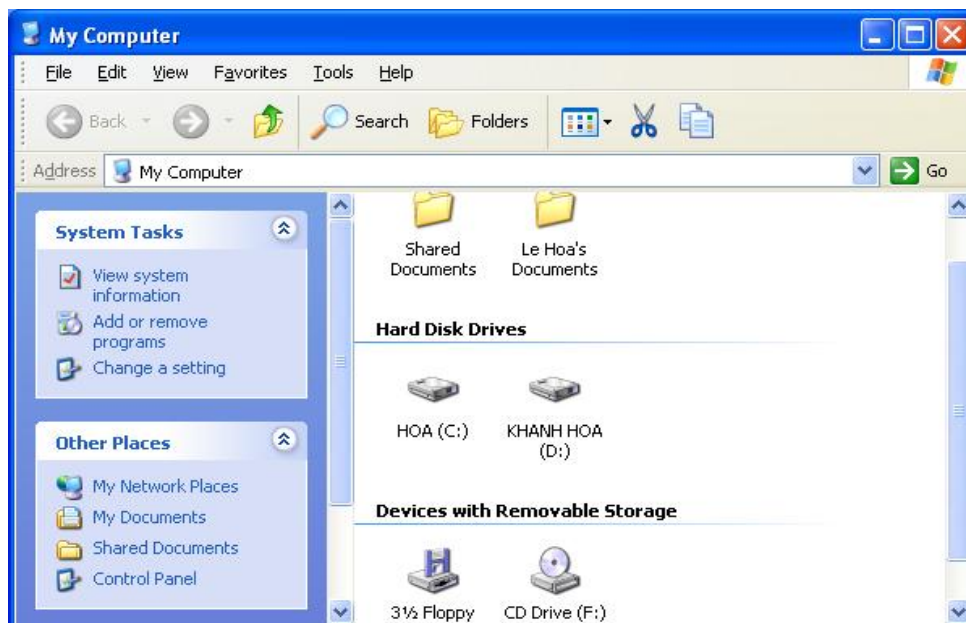 My Computer
File Edit View Favorites Tools Help
Back Search Folders
Address My Computer Go
System Tasks
View system
information
Add or remove
programs
Change a setting
Other Places
My Network Places
My Documents
Shared Documents
Control Panel
Shared
Documents
Le Hoa's
Documents
Hard Disk Drives
HOA (C:)
KHANH HOA
(D:)
Devices with Removable Storage
3½ Floppy
CD Drive (F:)